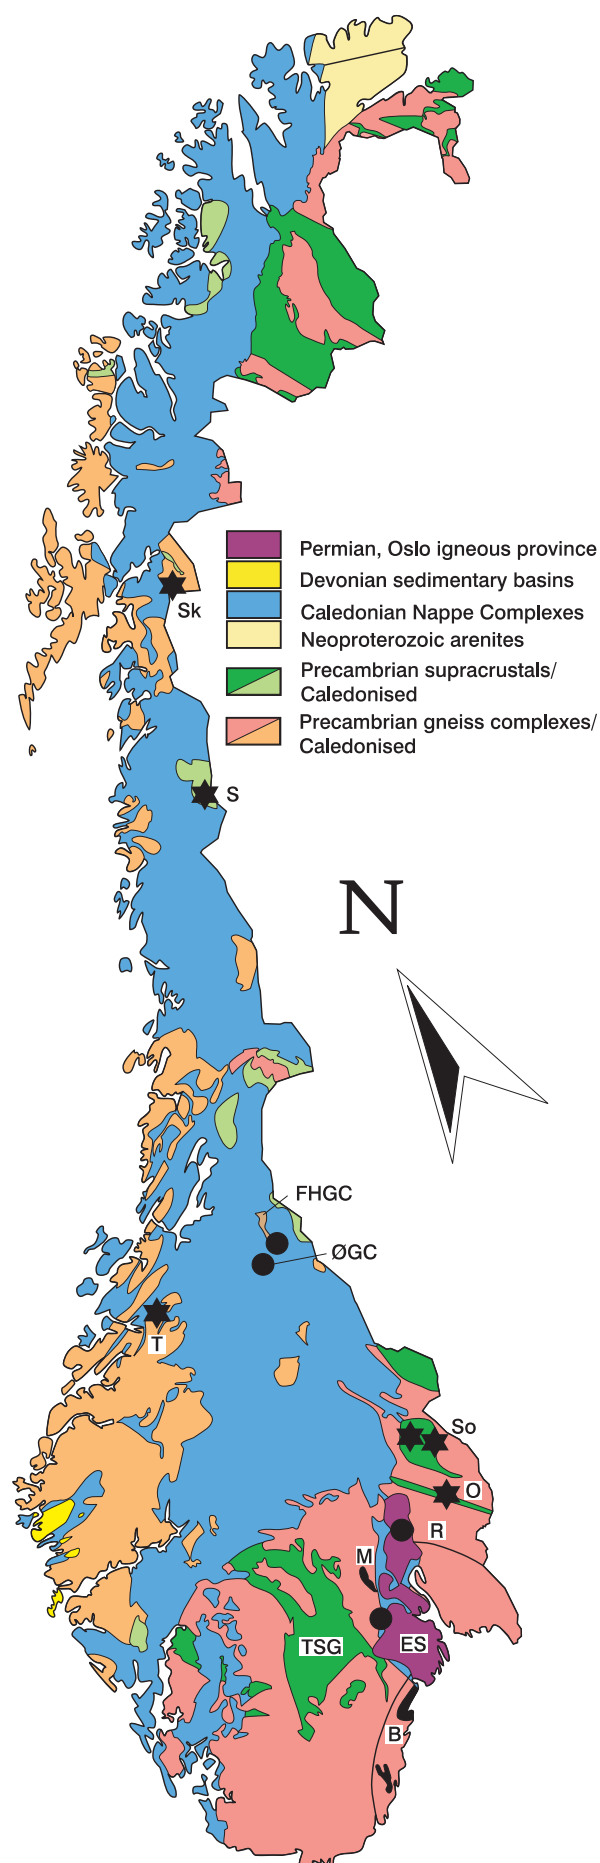 Permian, Oslo igneous province
Devonian sedimentary basins
Caledonian Nappe Complexes
Neoproterozoic arenites
Precambrian supracrustals/
Caledonised
Precambrian gneiss complexes/
Caledonised
Sk
S
N
FHGC
ØGC
T
So
O
R
M
TSG
ES
B